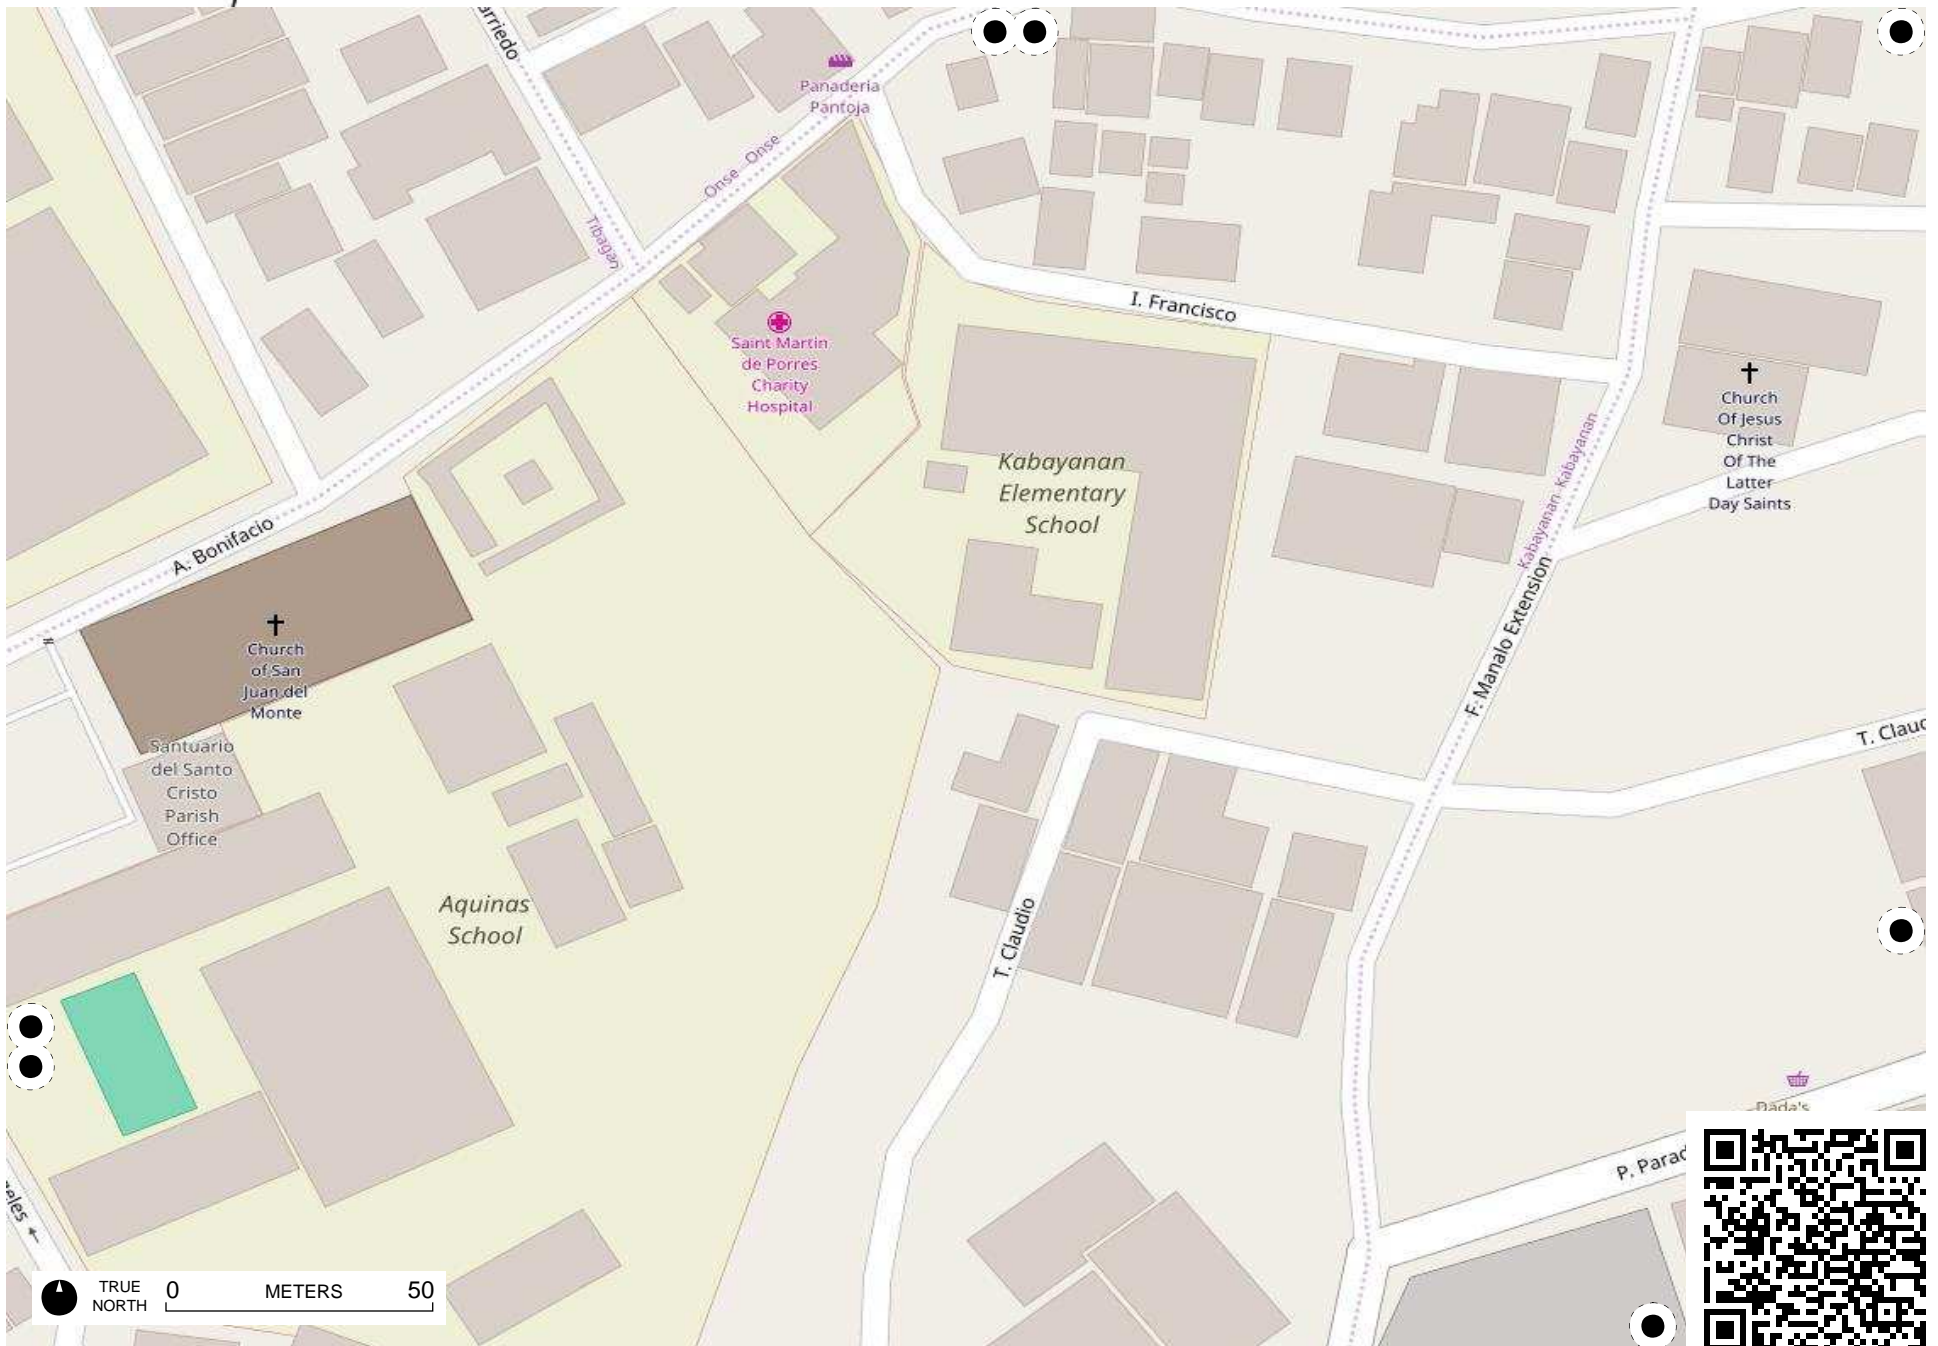 Panaderia
Pantoja
Onse
Onse
Tibagan
I. Francisco
Saint Martin
de Porres
Charity
Hospital
Church
Of Jesus
Christ
Of The
Latter
Day Saints
Kabayanan
Kabayanan
Kabayanan
Elementary
School
A. Bonifacio
F. Manalo Extension
Church
of San
Juan del
Monte
T. Claud
Santuario
del Santo
Cristo
Parish
Office
Aquinas
School
T. Claudio
Dada's
P. Parad
TRUE
NORTH
0 METERS 50